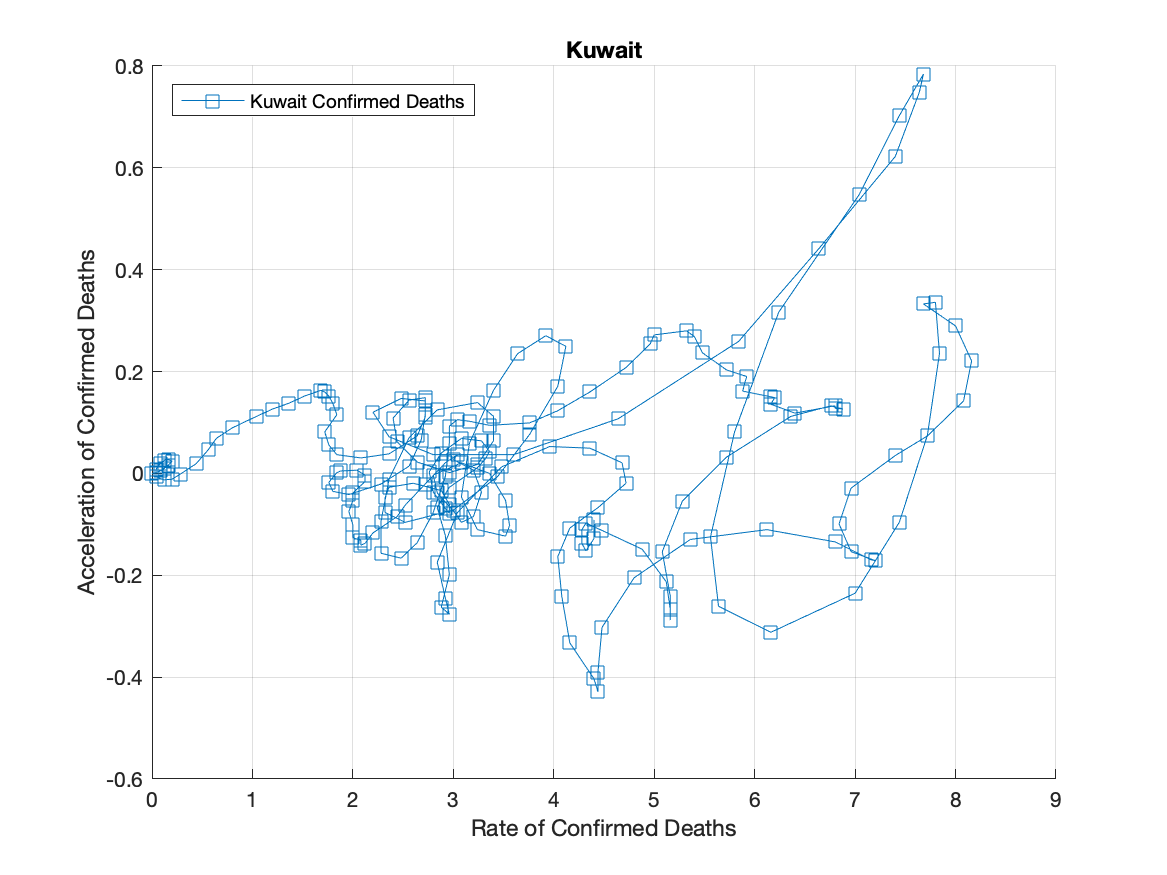 Kuwait
Kuwait Confirmed Deaths
0.8
0.6
0.4
0.2
0
-0.2
-0.4
-0.6
Acceleration of Confirmed Deaths
0 1 2 3 4 5 6 7 8 9
Rate of Confirmed Deaths